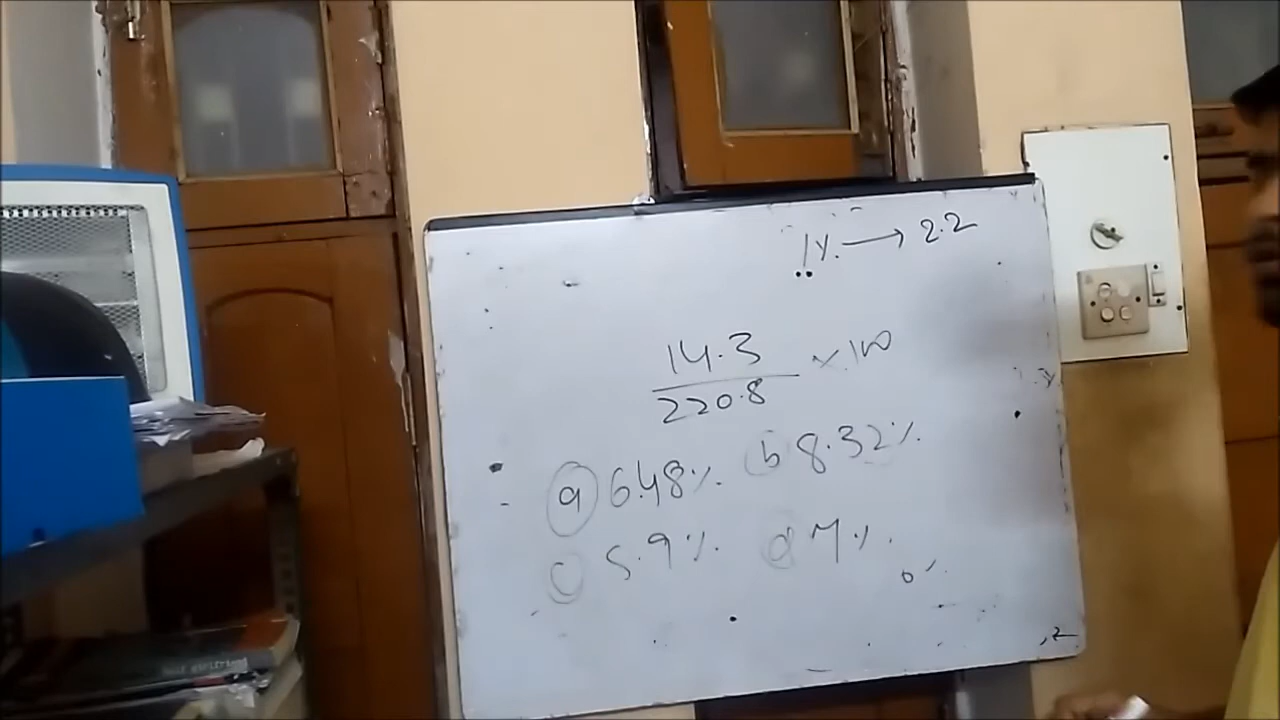 1% → 2.2
14.3
220.8
×100
a 6.48% b 8.32%
c 5.9% d 7%